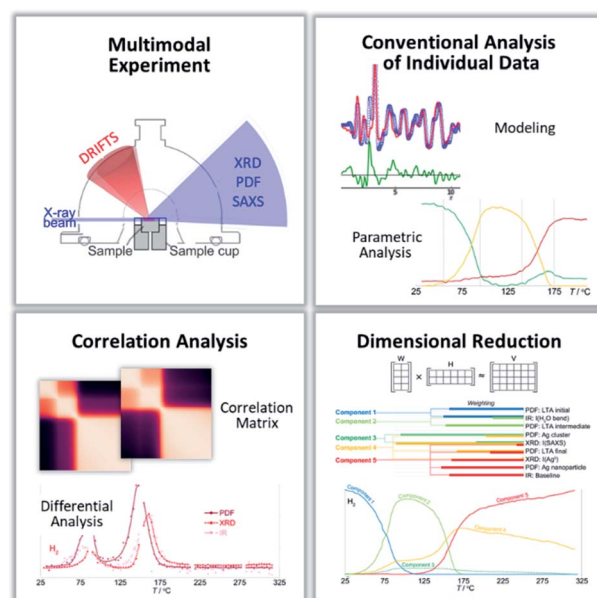 Multimodal
Experiment
DRIFTS
XRD
PDF
SAXS
X-ray
beam
Sample
Sample cup
Conventional Analysis
of Individual Data
Modeling
5
10
r
Parametric
Analysis
25
75
125
175
T / °C
Correlation Analysis
Correlation
Matrix
Differential
Analysis
PDF
XRD
IR
H2
25
75
125
175
225
275
325
T / °C
Dimensional Reduction
W
H
V
×
≈
Weighting
Component 1
Component 2
Component 3
Component 4
Component 5
PDF: LTA initial
IR: I(H2O bend)
PDF: LTA intermediate
PDF: Ag cluster
XRD: I(SAXS)
PDF: LTA final
XRD: I(Ag0)
PDF: Ag nanoparticle
IR: Baseline
H2
Component 1
Component 2
Component 5
Component 4
Component 3
25
75
125
175
225
275
325
T / °C